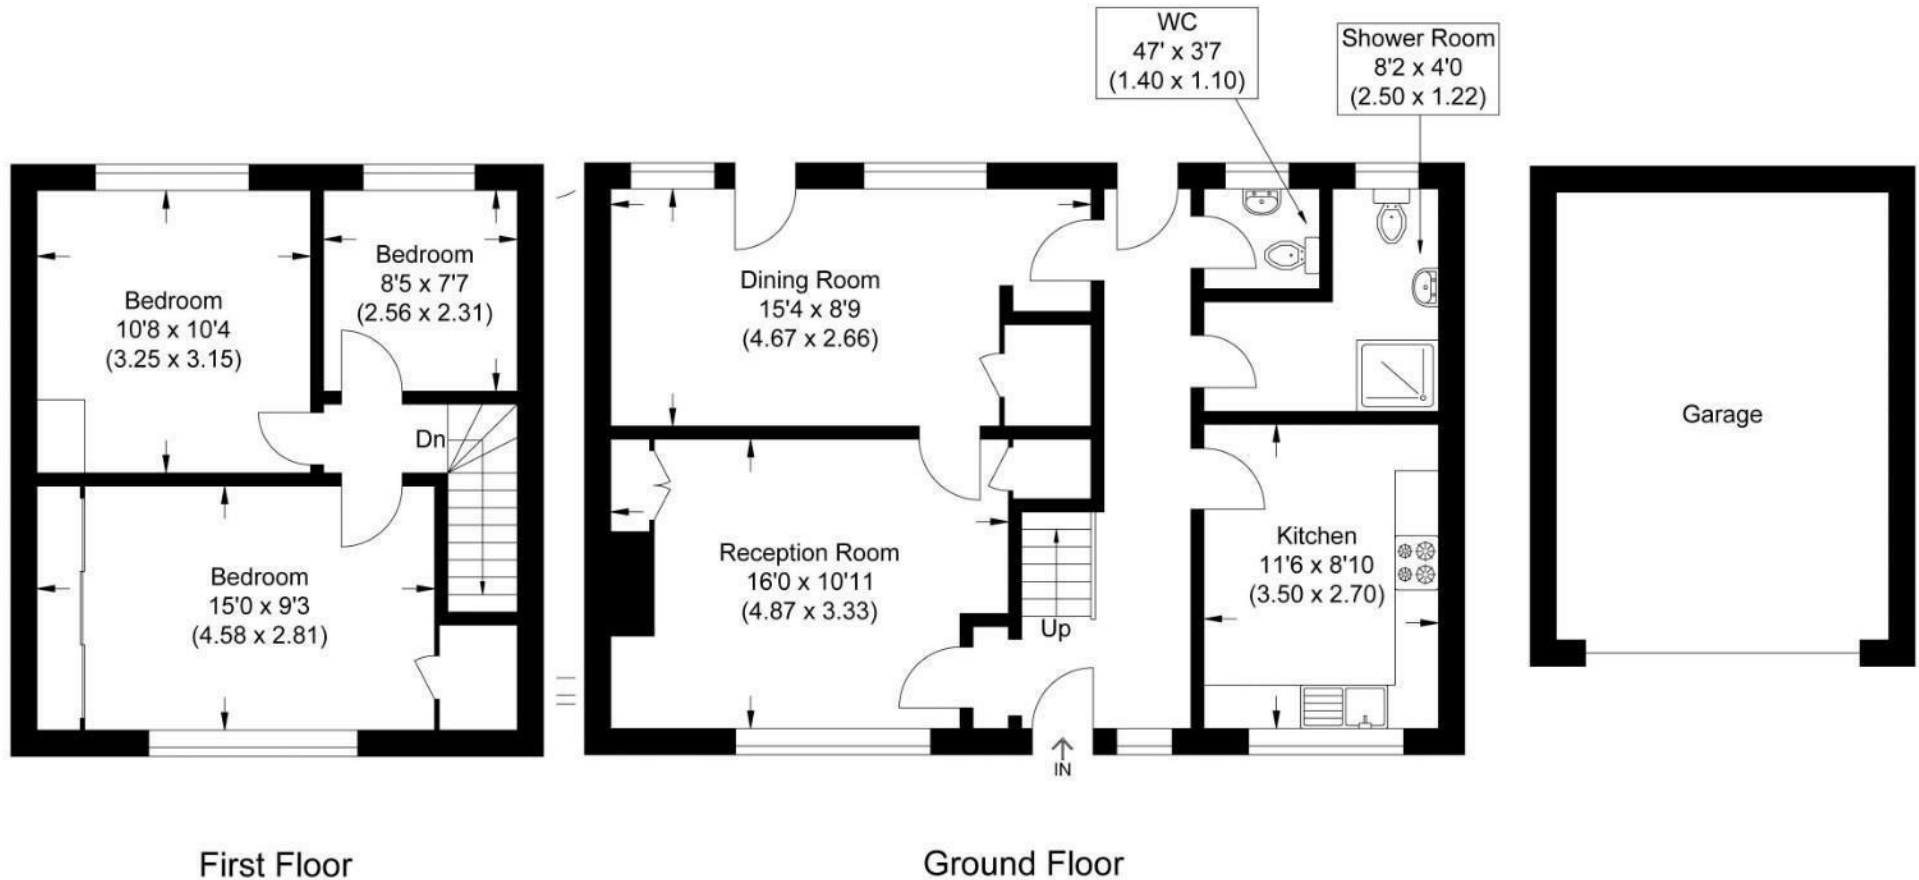 WC
47' x 3'7
(1.40 x 1.10)
Shower Room
8'2 x 4'0
(2.50 x 1.22)
Bedroom
10'8 x 10'4
(3.25 x 3.15)
Bedroom
8'5 x 7'7
(2.56 x 2.31)
Dn
Bedroom
15'0 x 9'3
(4.58 x 2.81)
Dining Room
15'4 x 8'9
(4.67 x 2.66)
Reception Room
16'0 x 10'11
(4.87 x 3.33)
Up
IN
Kitchen
11'6 x 8'10
(3.50 x 2.70)
Garage
First Floor
Ground Floor